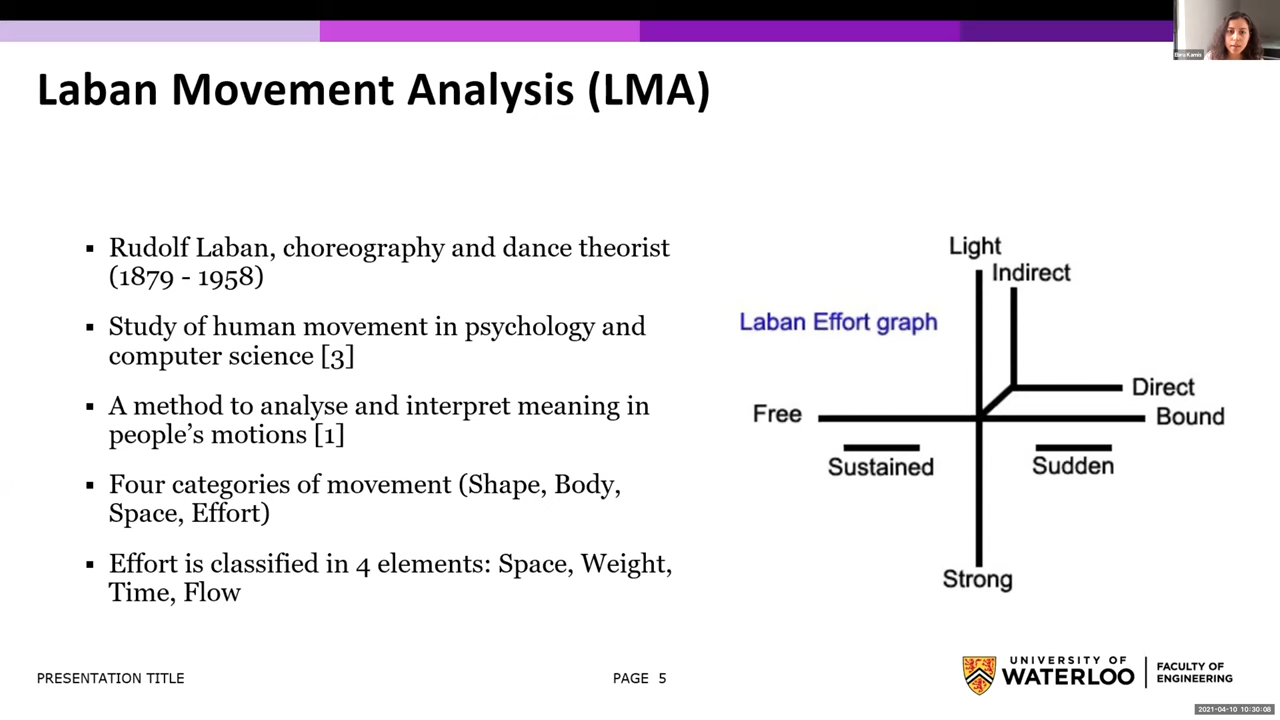 Laban Movement Analysis (LMA)
▪ Rudolf Laban, choreography and dance theorist
(1879 - 1958)
▪ Study of human movement in psychology and
computer science [3]
▪ A method to analyse and interpret meaning in
people's motions [1]
▪ Four categories of movement (Shape, Body,
Space, Effort)
▪ Effort is classified in 4 elements: Space, Weight,
Time, Flow
Laban Effort graph
Light
Indirect
Direct
Free
Bound
Sustained
Sudden
Strong
PRESENTATION TITLE
PAGE 5
UNIVERSITY OF
WATERLOO
FACULTY OF
ENGINEERING
2021-04-10 10:30:08